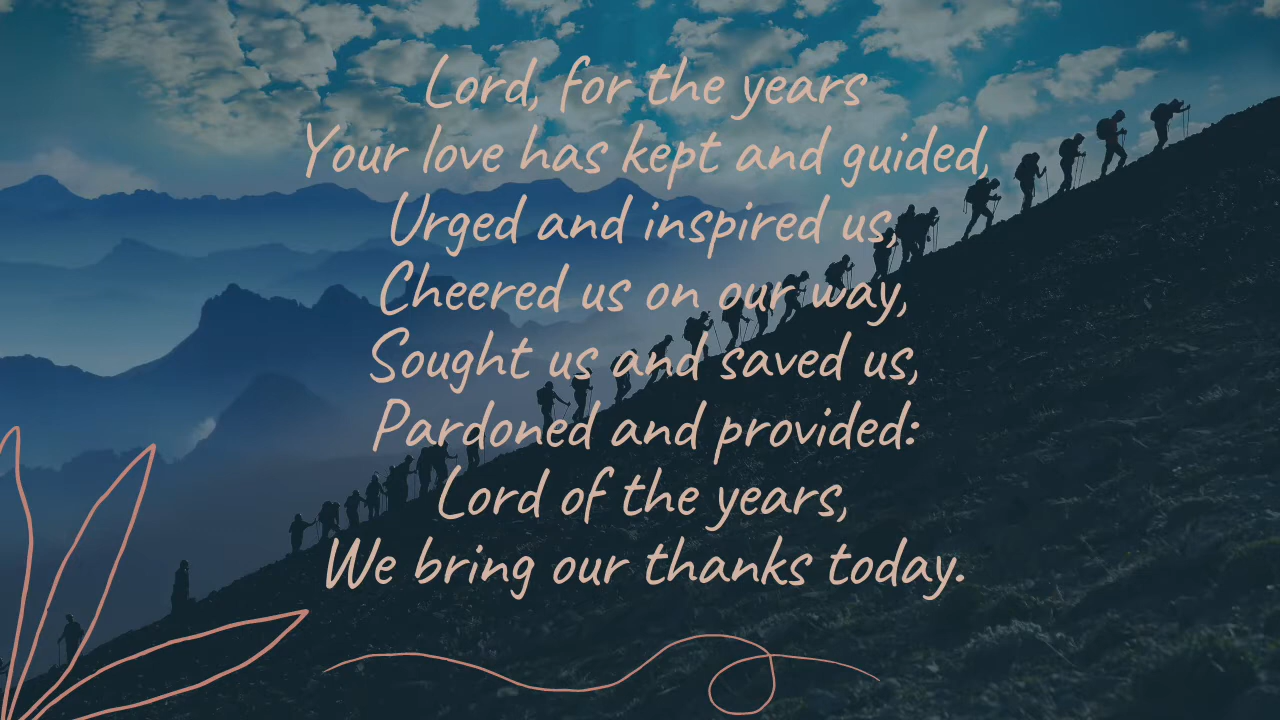 Lord, for the years
Your love has kept and guided,
Urged and inspired us,
Cheered us on our way,
Sought us and saved us,
Pardoned and provided:
Lord of the years,
We bring our thanks today.